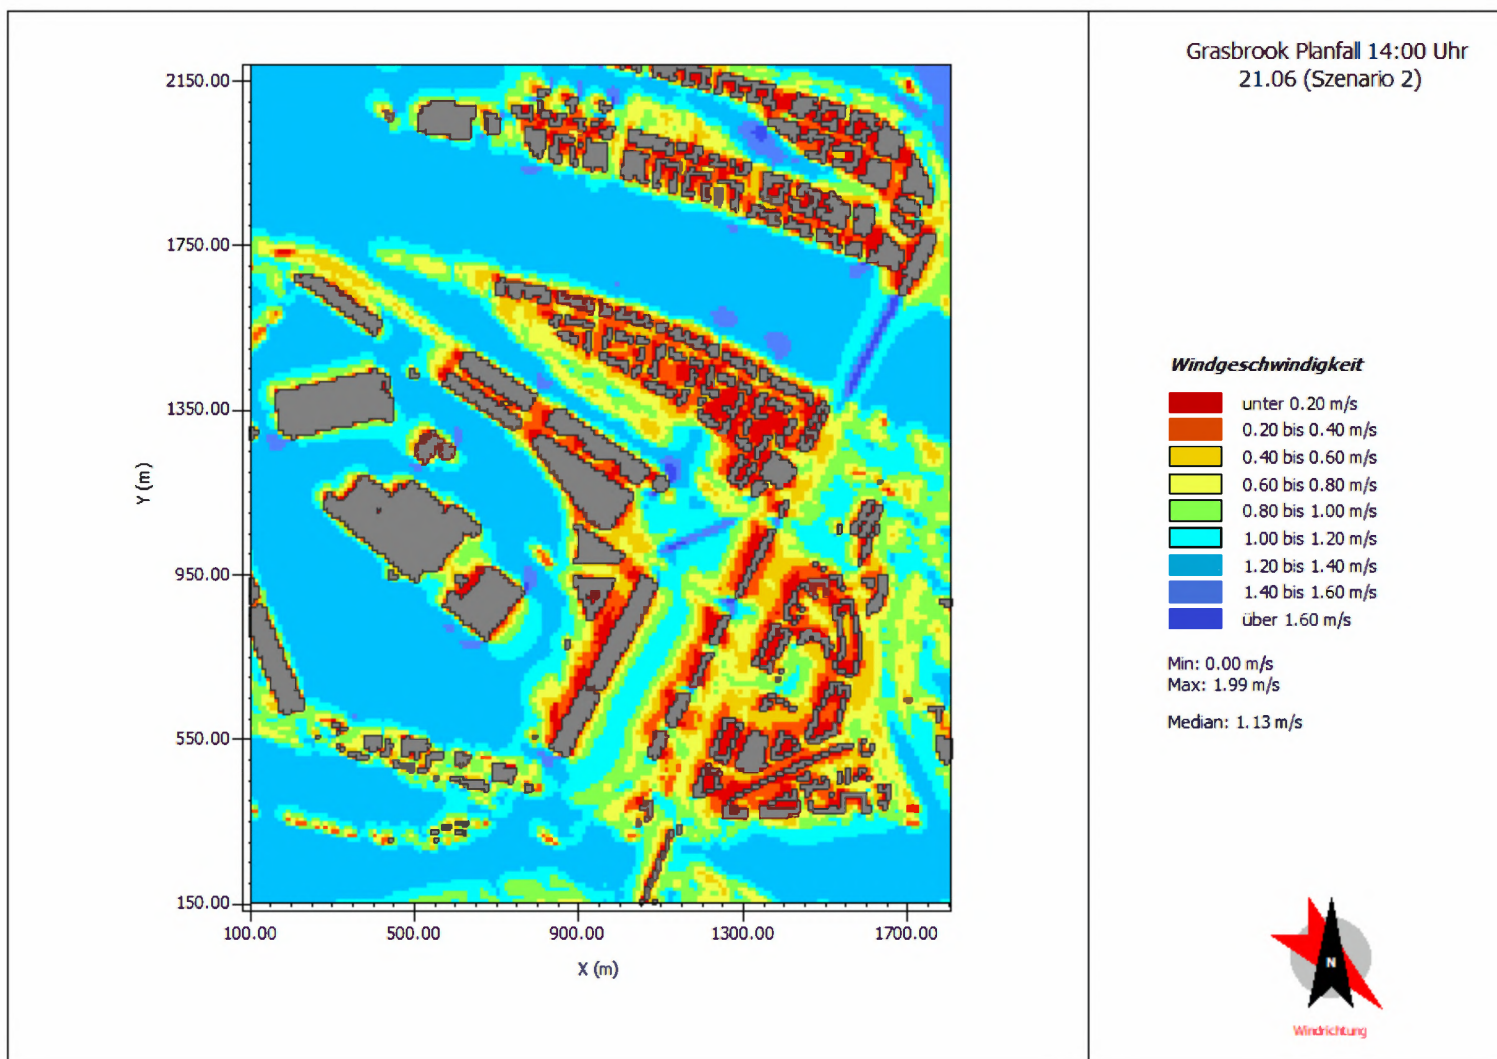 Grasbrook Planfall 14:00 Uhr
21.06 (Szenario 2)
2150.00
1750.00
1350.00
950.00
550.00
150.00
Y (m)
100.00 500.00 900.00 1300.00 1700.00
X (m)
Windgeschwindigkeit
unter 0.20 m/s
0.20 bis 0.40 m/s
0.40 bis 0.60 m/s
0.60 bis 0.80 m/s
0.80 bis 1.00 m/s
1.00 bis 1.20 m/s
1.20 bis 1.40 m/s
1.40 bis 1.60 m/s
über 1.60 m/s
Min: 0.00 m/s
Max: 1.99 m/s
Median: 1.13 m/s
N
Windrichtung